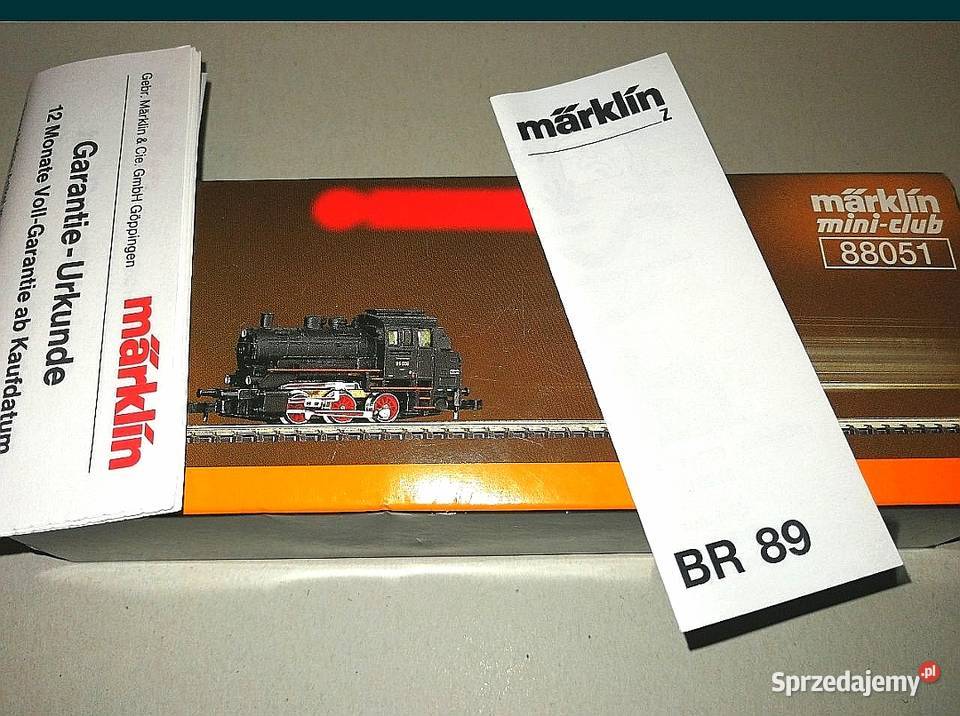 Gebr. Märklin & Cie. GmbH Göppingen
märklin
Garantie-Urkunde
12 Monate Voll-Garantie ab Kaufdatum
märklin
Z
BR 89
märklin
mini-club
88051
Sprzedajemy.pl